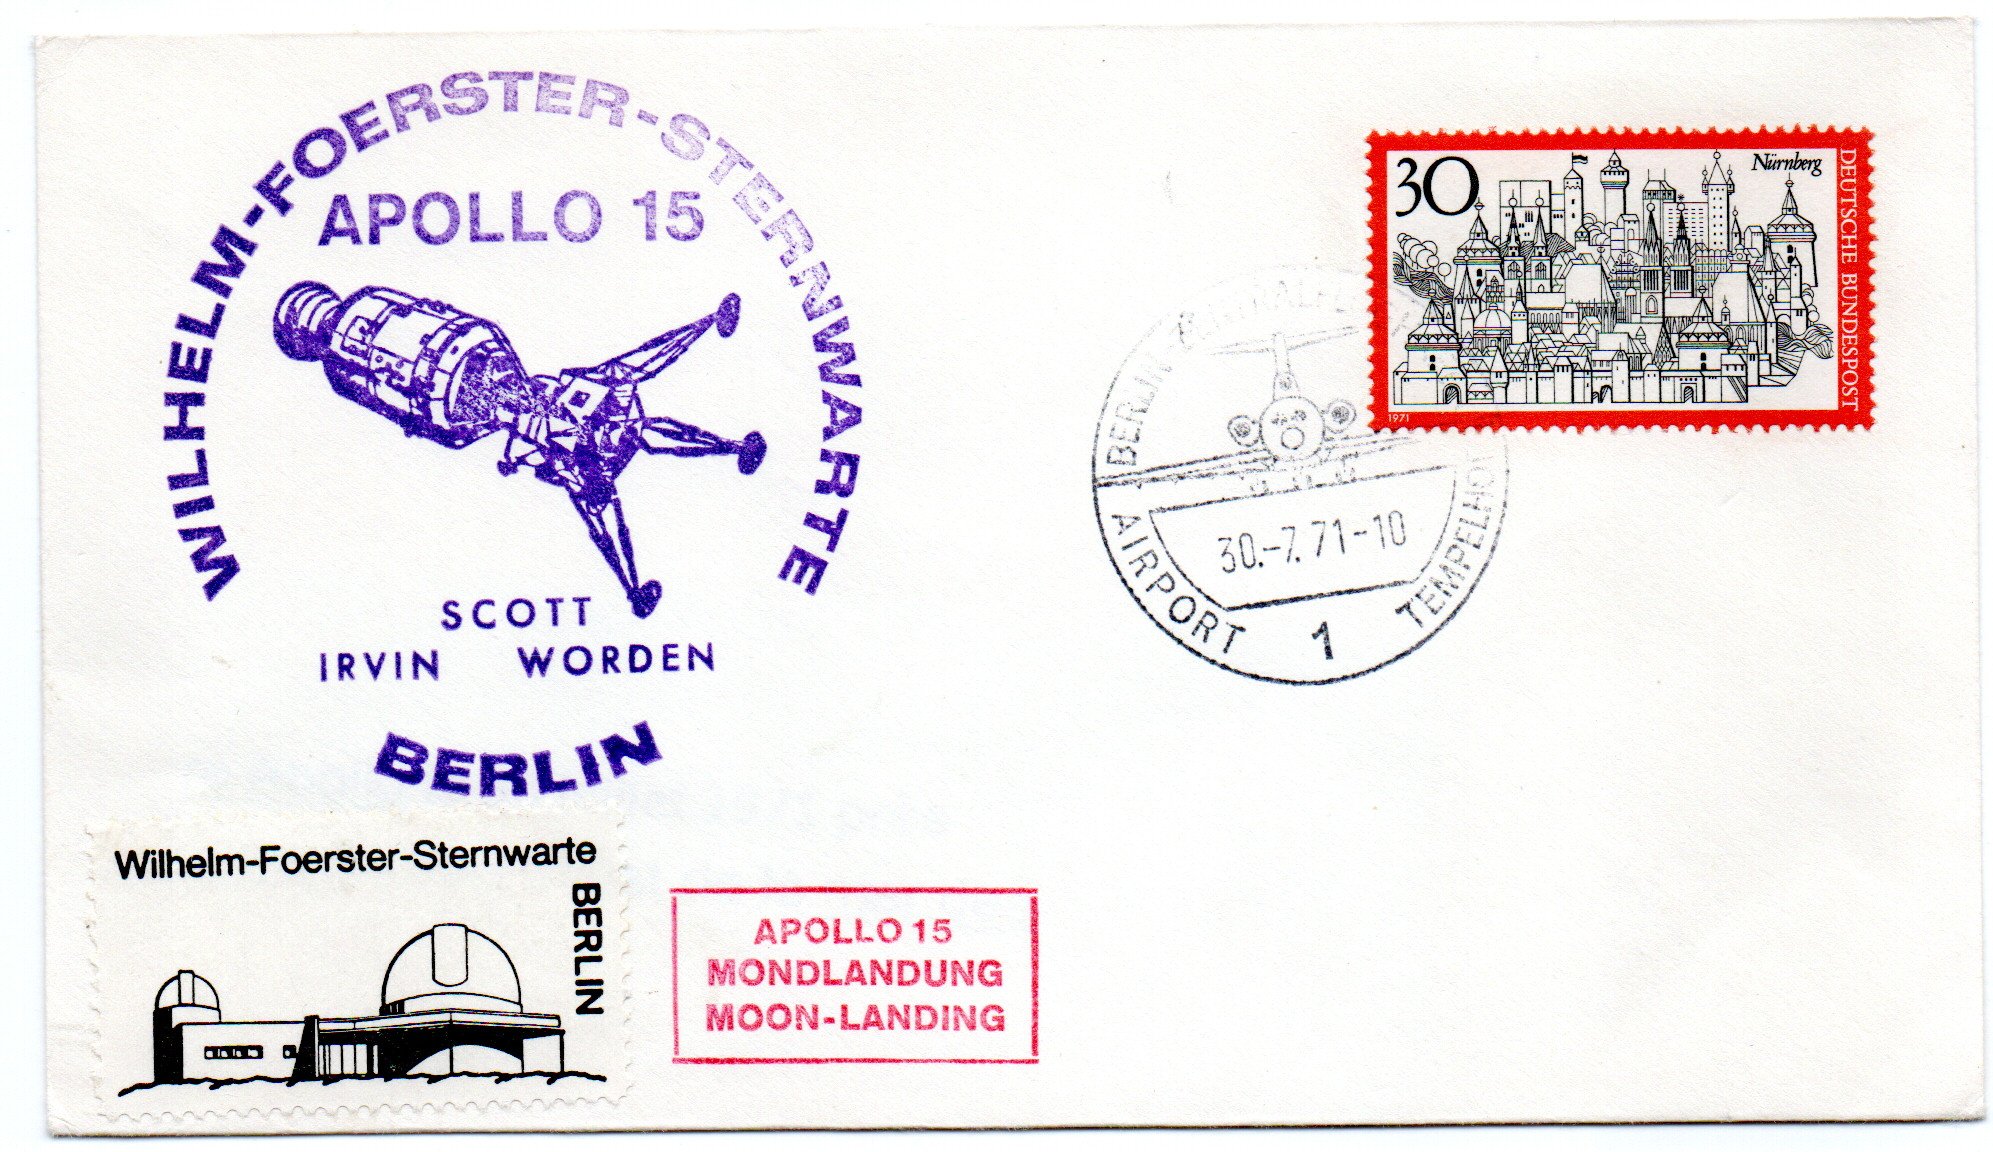 WILHELM-FOERSTER-STERNWARTE
APOLLO 15
SCOTT
IRVIN WORDEN
BERLIN
30
Nürnberg
DEUTSCHE BUNDESPOST
1971
BERLIN
30.-7.71-10
AIRPORT 1 TEMPELHOF
Wilhelm-Foerster-Sternwarte
BERLIN
APOLLO 15
MONDLANDUNG
MOON-LANDING